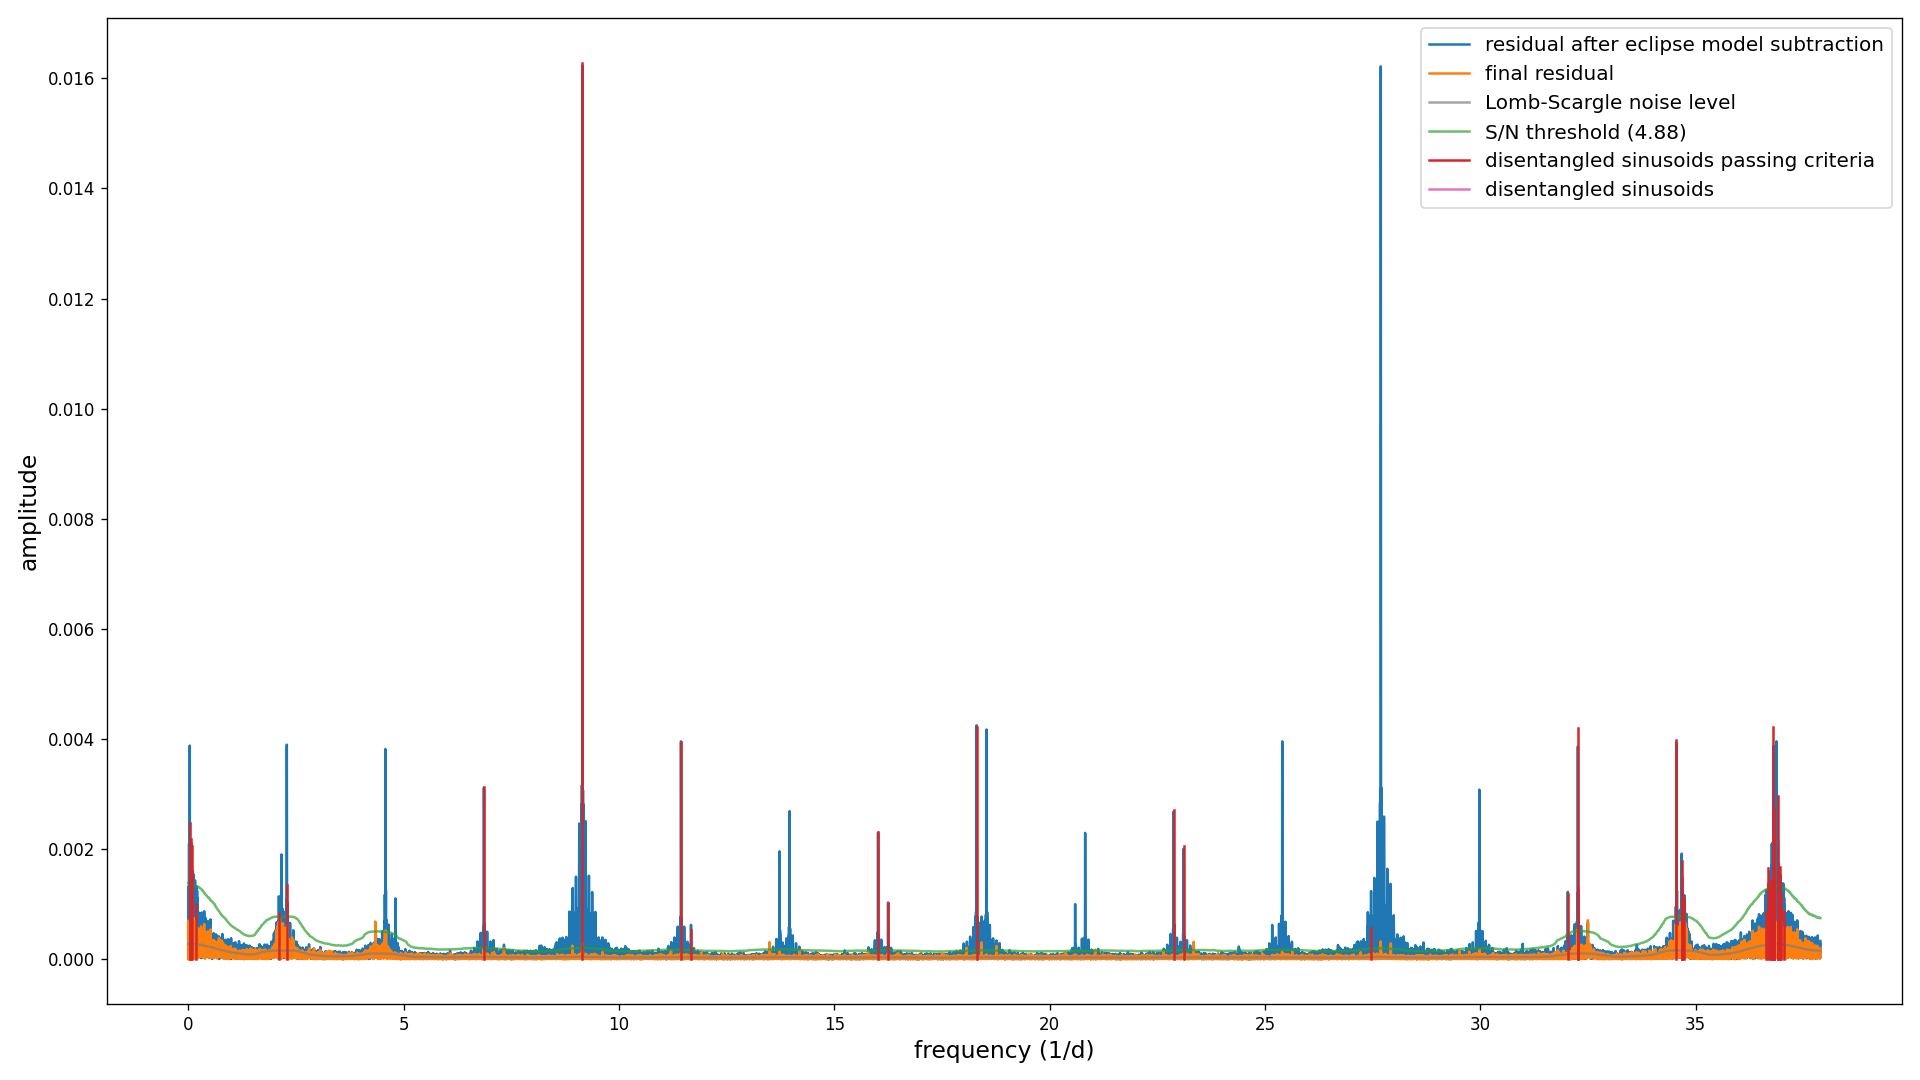 residual after eclipse model subtraction
final residual
Lomb-Scargle noise level
S/N threshold (4.88)
disentangled sinusoids passing criteria
disentangled sinusoids
amplitude
0.016
0.014
0.012
0.010
0.008
0.006
0.004
0.002
0.000
0 5 10 15 20 25 30 35
frequency (1/d)